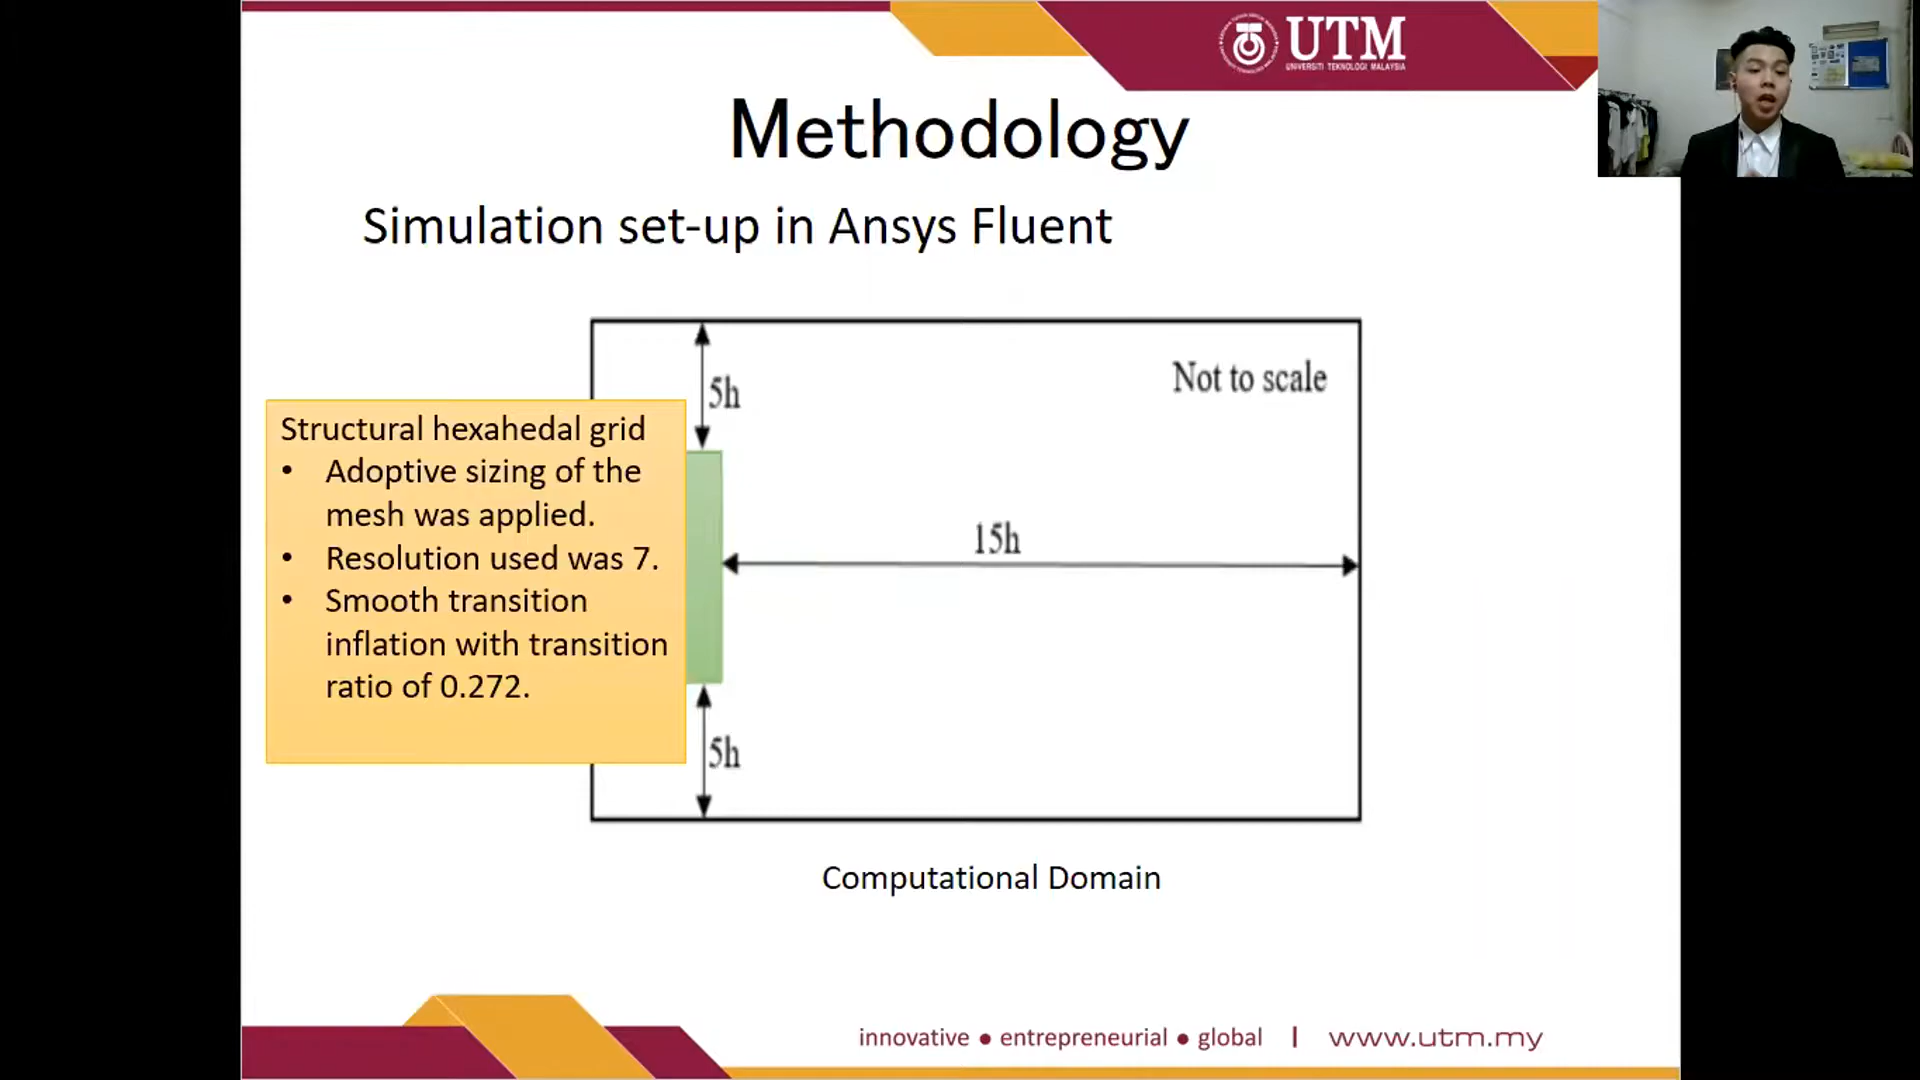 UTM
UNIVERSITI TEKNOLOGI MALAYSIA
Methodology
Simulation set-up in Ansys Fluent
Structural hexahedal grid
• Adoptive sizing of the
mesh was applied.
• Resolution used was 7.
• Smooth transition
inflation with transition
ratio of 0.272.
5h
Not to scale
15h
5h
Computational Domain
innovative ● entrepreneurial ● global | www.utm.my